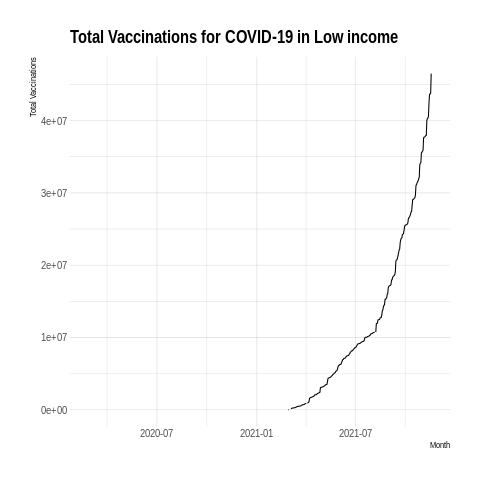 Total Vaccinations for COVID-19 in Low income
Total Vaccinations
4e+07
3e+07
2e+07
1e+07
0e+00
2020-07 2021-01 2021-07
Month